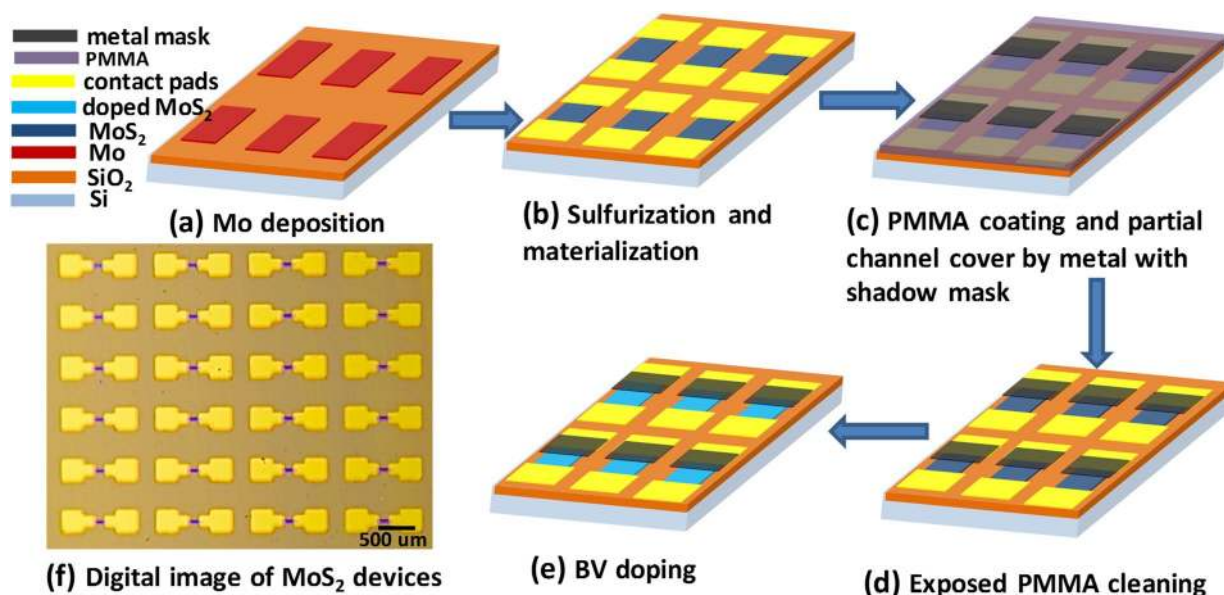 metal mask
PMMA
contact pads
doped MoS₂
MoS₂
Mo
SiO₂
Si
(a) Mo deposition
(b) Sulfurization and
materialization
(c) PMMA coating and partial
channel cover by metal with
shadow mask
500 um
(f) Digital image of MoS₂ devices
(e) BV doping
(d) Exposed PMMA cleaning